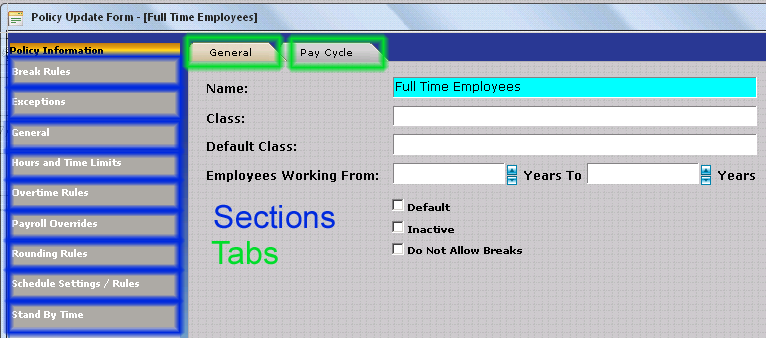 Policy Update Form - [Full Time Employees]
Policy Information
Break Rules
Exceptions
General
Hours and Time Limits
Overtime Rules
Payroll Overrides
Rounding Rules
Schedule Settings / Rules
Stand By Time
General Pay Cycle
Name: Full Time Employees
Class:
Default Class:
Employees Working From: Years To Years
Default
Inactive
Do Not Allow Breaks
Sections
Tabs